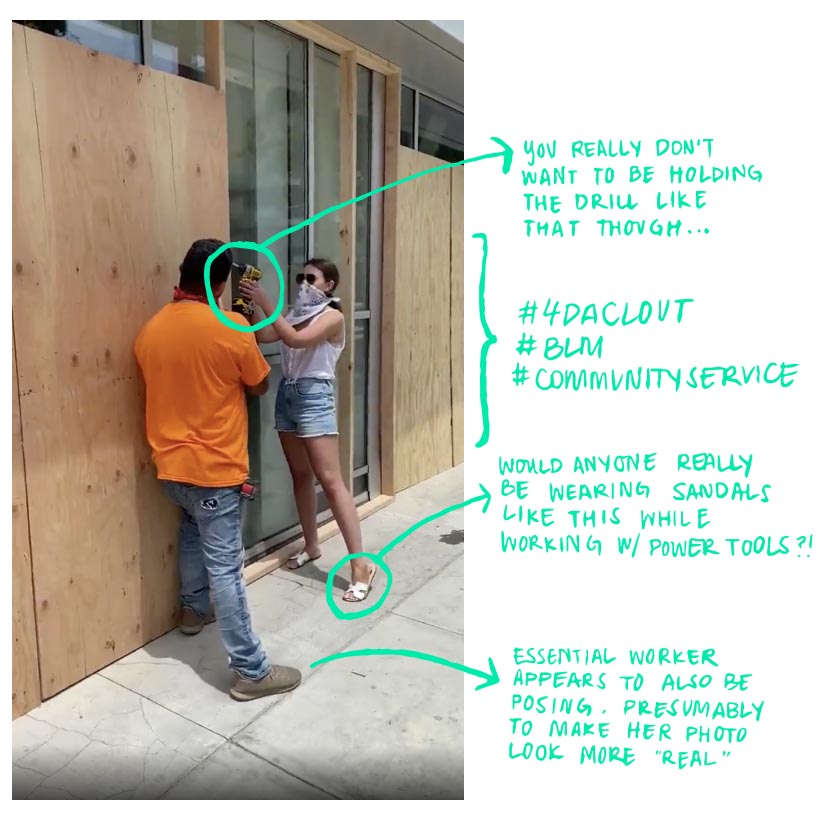 YOU REALLY DON'T
WANT TO BE HOLDING
THE DRILL LIKE
THAT THOUGH...
#4DACLOUT
#BLM
#COMMUNITYSERVICE
WOULD ANYONE REALLY
BE WEARING SANDALS
LIKE THIS WHILE
WORKING W/ POWER TOOLS?!
ESSENTIAL WORKER
APPEARS TO ALSO BE
POSING. PRESUMABLY
TO MAKE HER PHOTO
LOOK MORE "REAL"